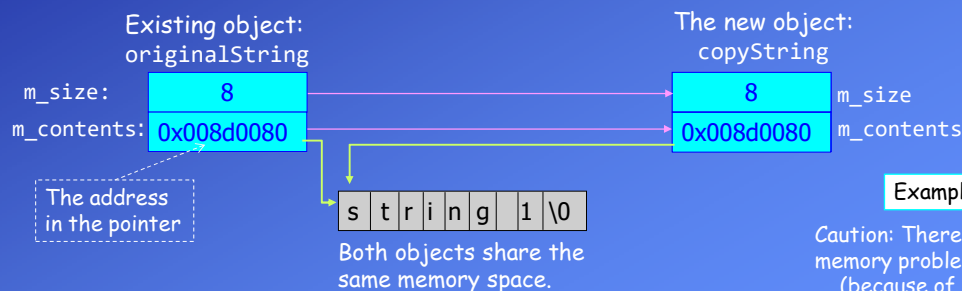 Existing object:
originalString
The new object:
copyString
m_size: 8
8 m_size
m_contents: 0x008d0080
0x008d0080 m_contents
The address
in the pointer
s t r i n g 1 \0
Both objects share the
same memory space.
Exampl
Caution: There
memory proble
(because of